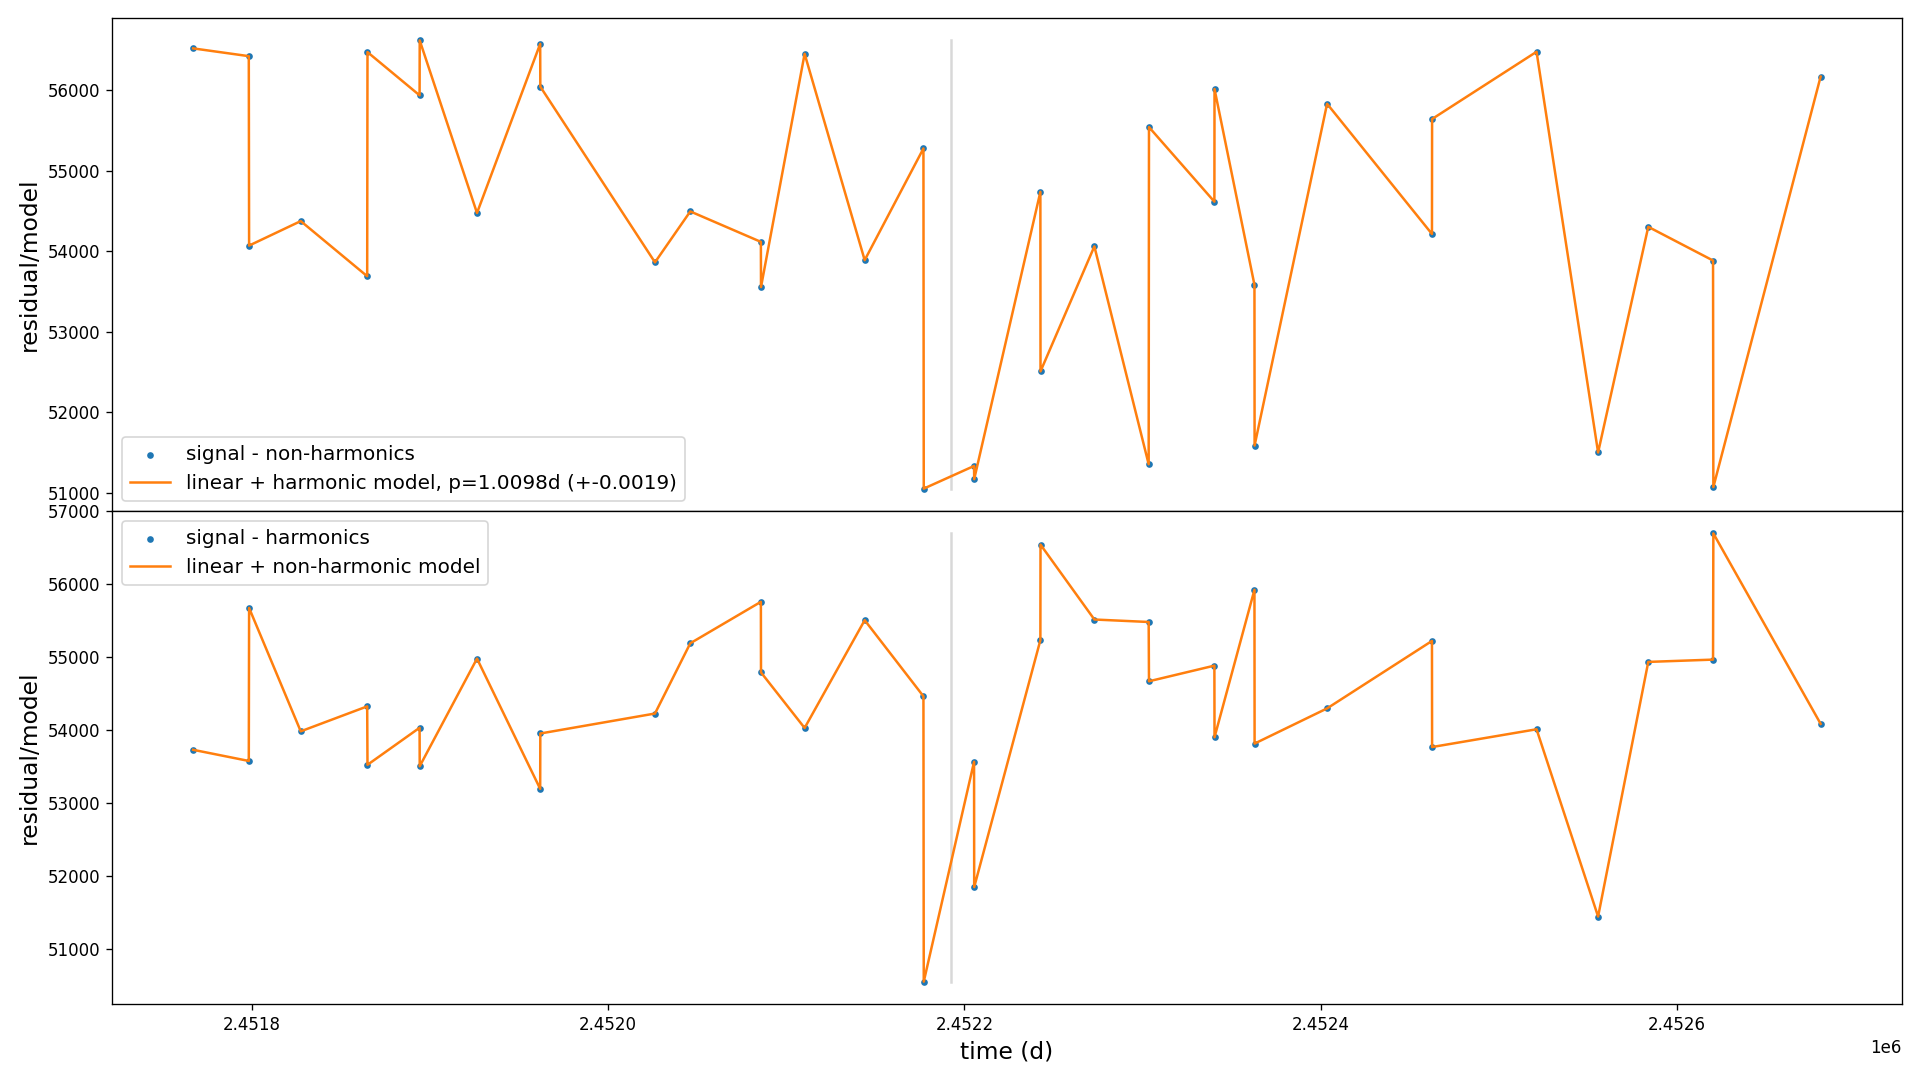 56000
55000
54000
53000
52000
51000
residual/model
signal - non-harmonics
linear + harmonic model, p=1.0098d (+-0.0019)
57000
56000
55000
54000
53000
52000
51000
residual/model
signal - harmonics
linear + non-harmonic model
2.4518
2.4520
2.4522
2.4524
2.4526
time (d)
1e6